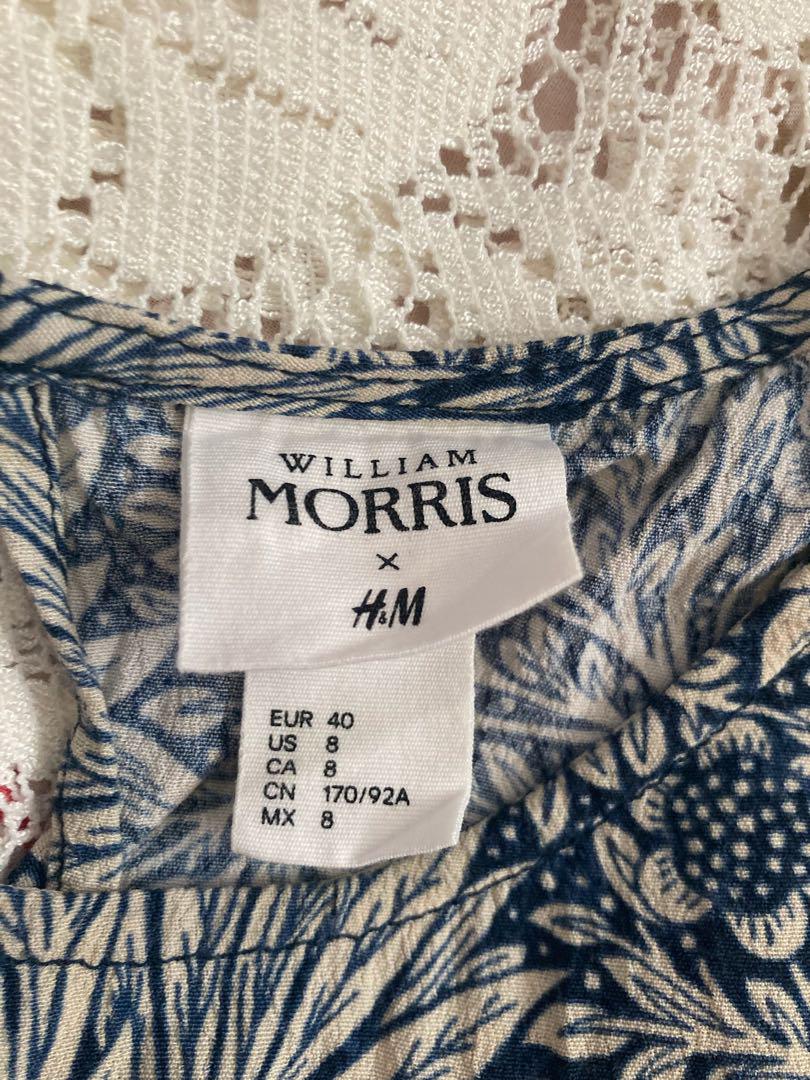 WILLIAM
MORRIS
×
H&M
EUR 40
US 8
CA 8
CN 170/92A
MX 8